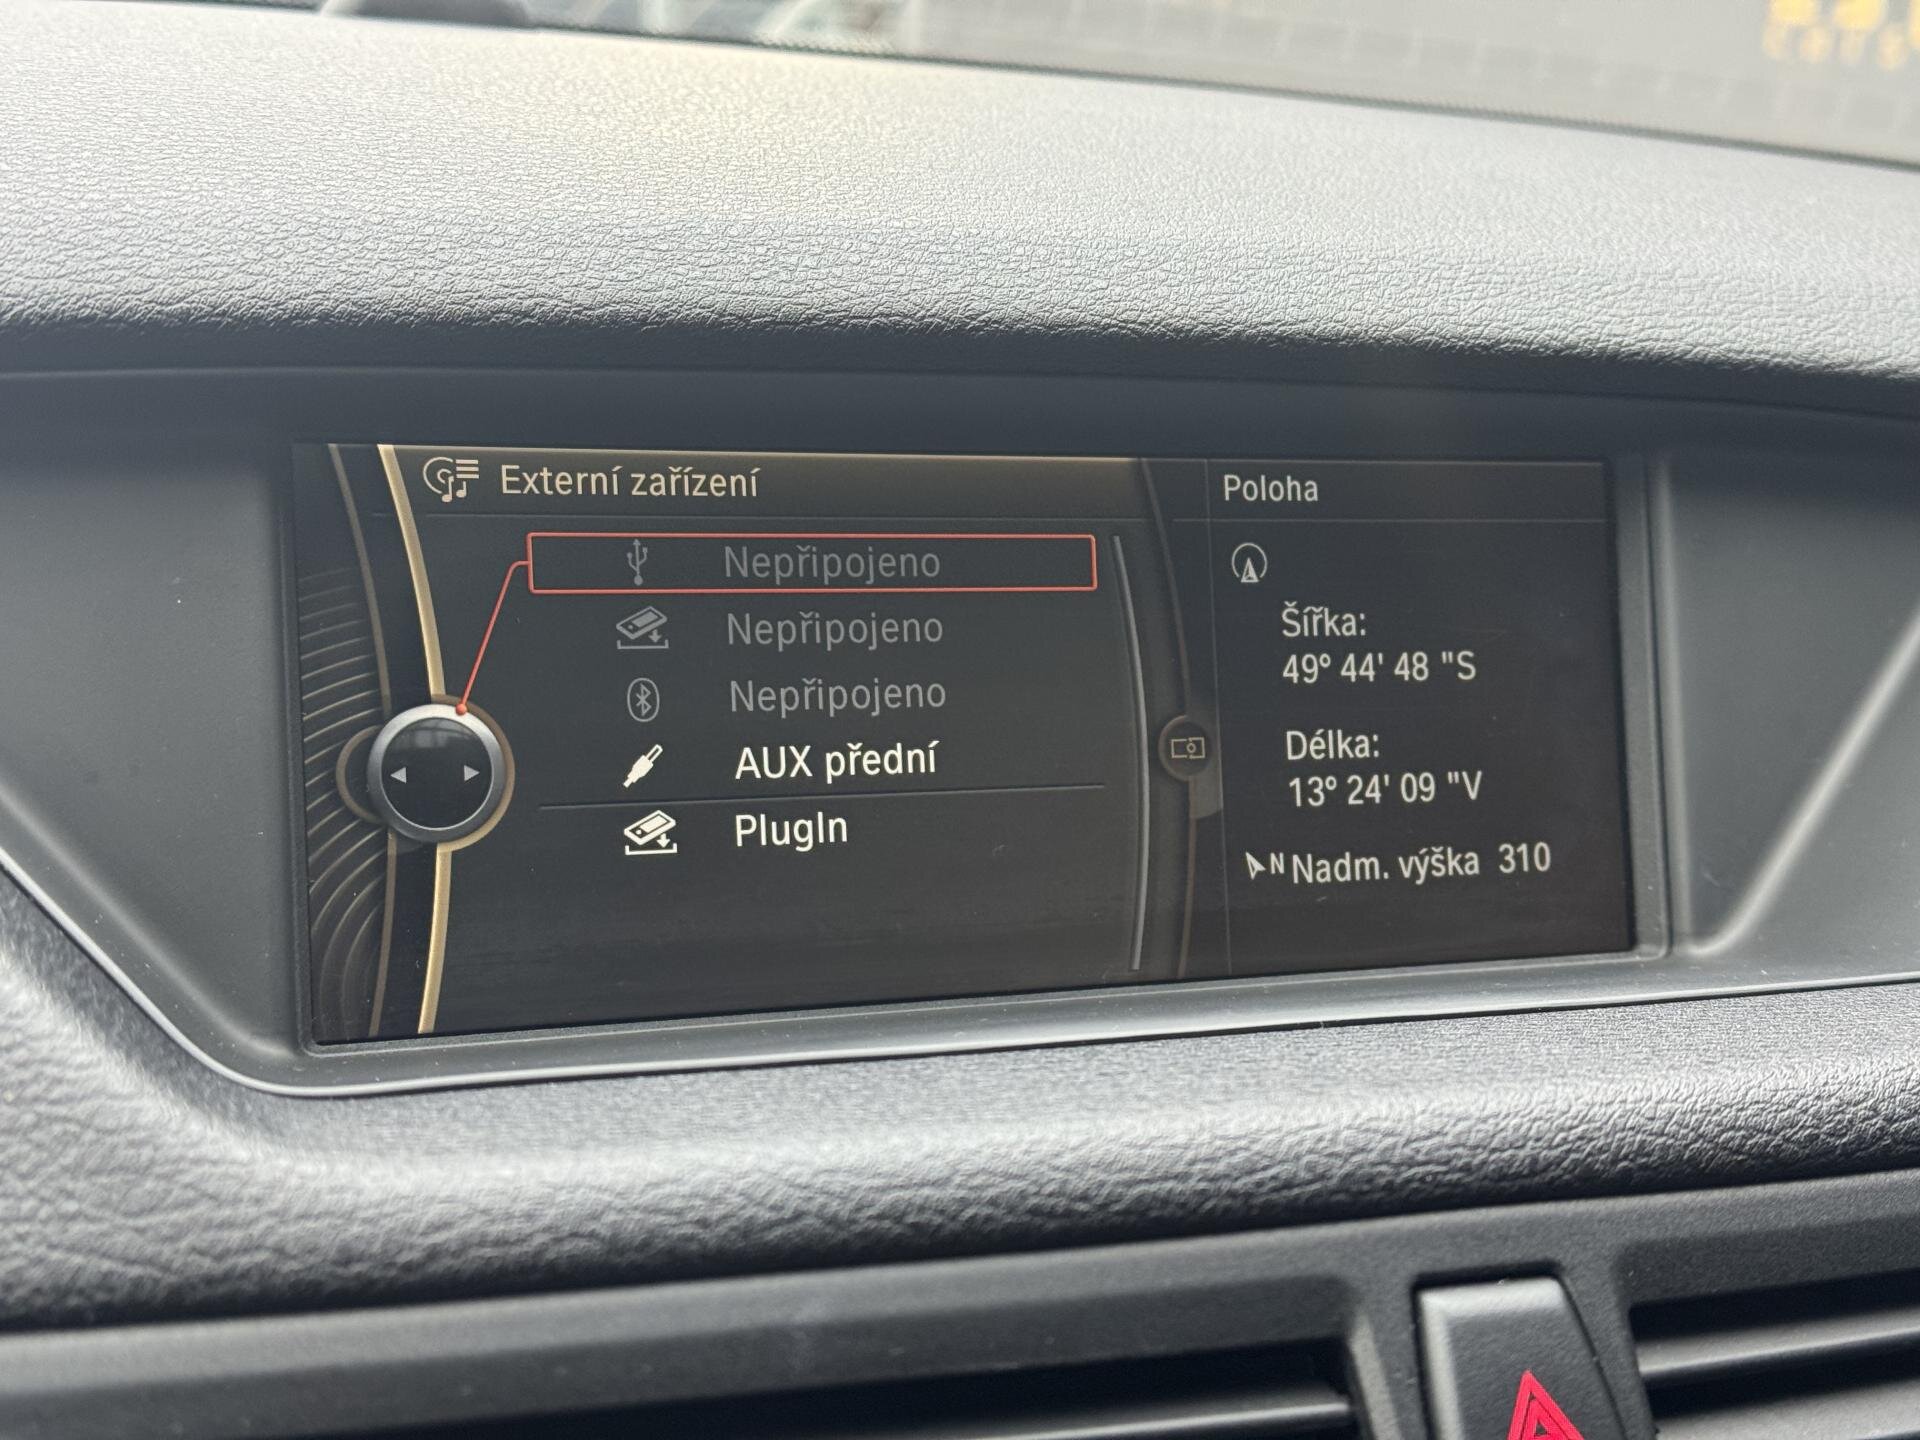 Externí zařízení
Nepřipojeno
Nepřipojeno
Nepřipojeno
AUX přední
PlugIn
Poloha
Šířka:
49° 44' 48 "S
Délka:
13° 24' 09 "V
N Nadm. výška 310